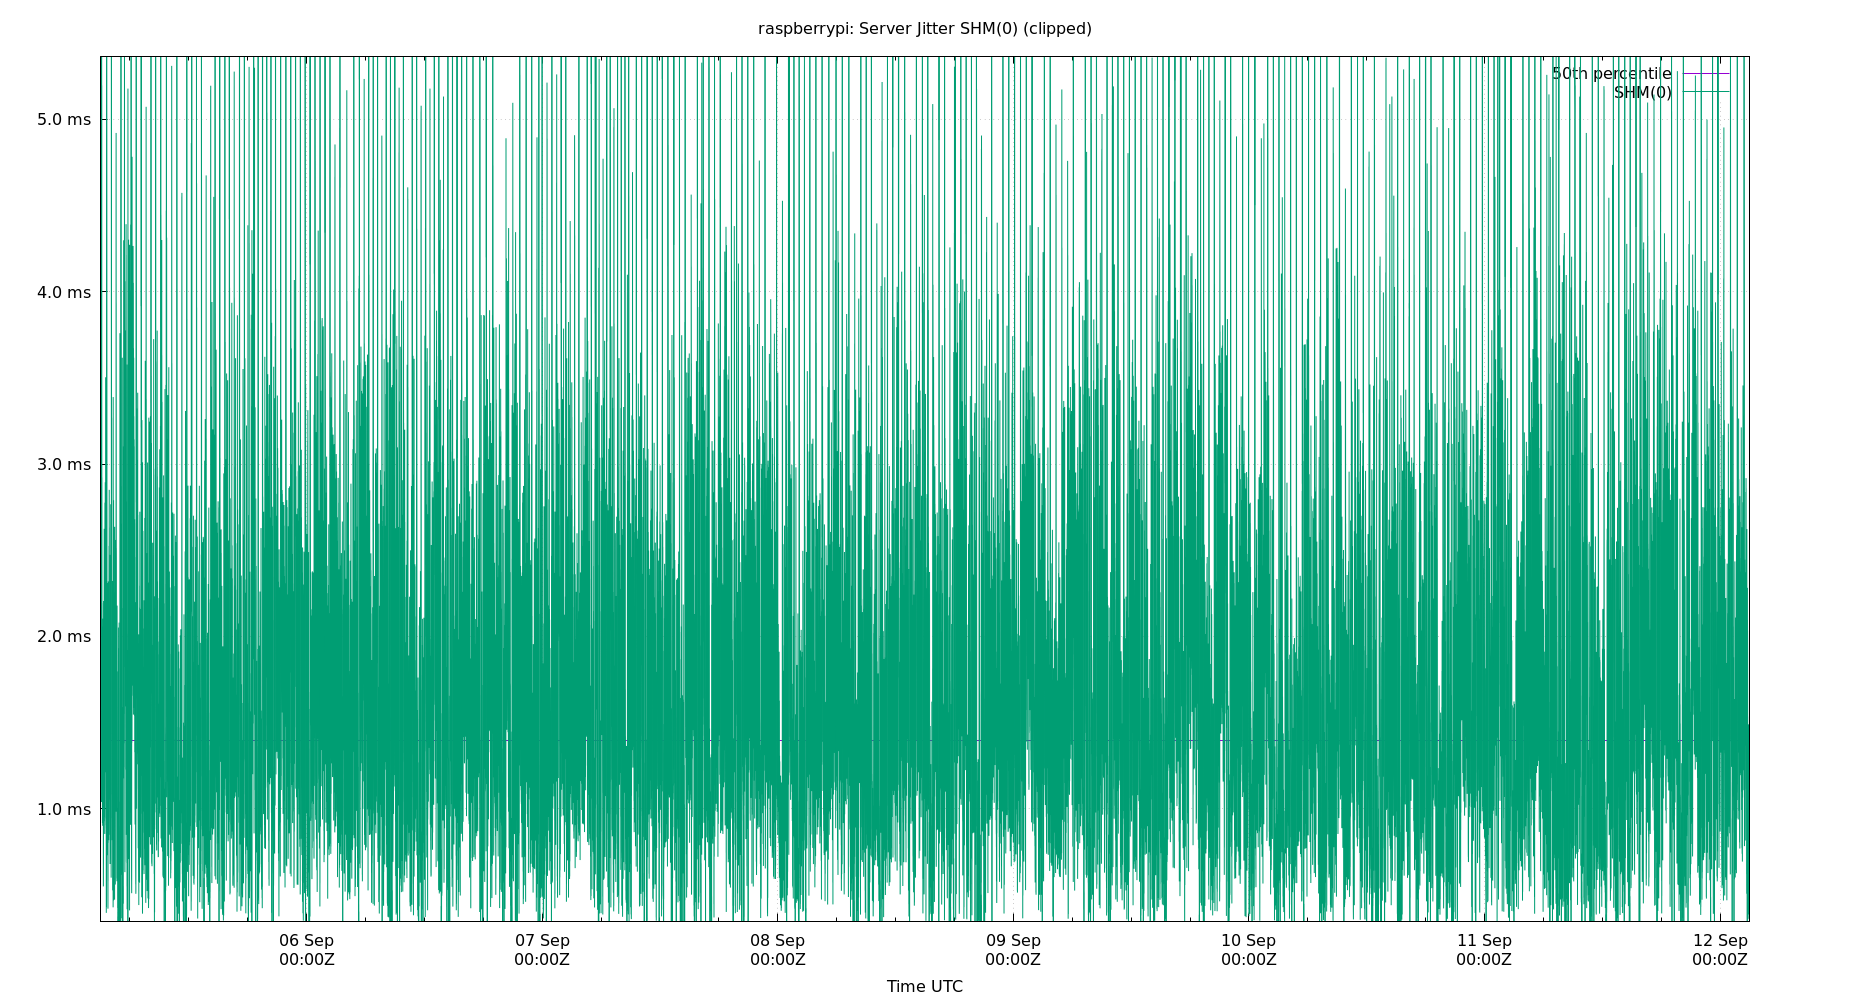 raspberrypi: Server Jitter SHM(0) (clipped)
50th percentile
SHM(0)
5.0 ms
4.0 ms
3.0 ms
2.0 ms
1.0 ms
06 Sep 07 Sep 08 Sep 09 Sep 10 Sep 11 Sep 12 Sep
00:00Z 00:00Z 00:00Z 00:00Z 00:00Z 00:00Z 00:00Z
Time UTC